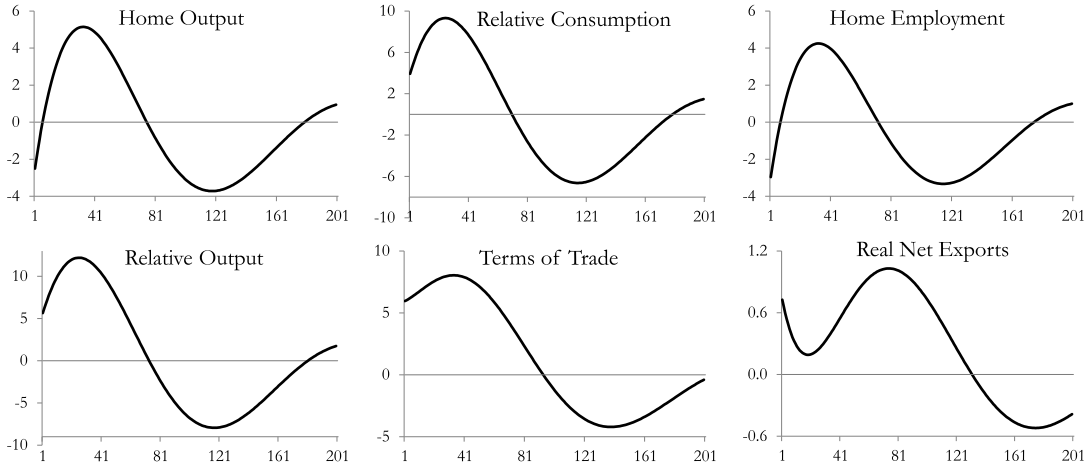 Home Output
6
4
2
0
-2
-4
1 41 81 121 161 201
Relative Consumption
10
6
2
-2
-6
-10
1 41 81 121 161 201
Home Employment
6
4
2
0
-2
-4
1 41 81 121 161 201
Relative Output
10
5
0
-5
-10
1 41 81 121 161 201
Terms of Trade
10
5
0
-5
1 41 81 121 161 201
Real Net Exports
1.2
0.6
0.0
-0.6
1 41 81 121 161 201